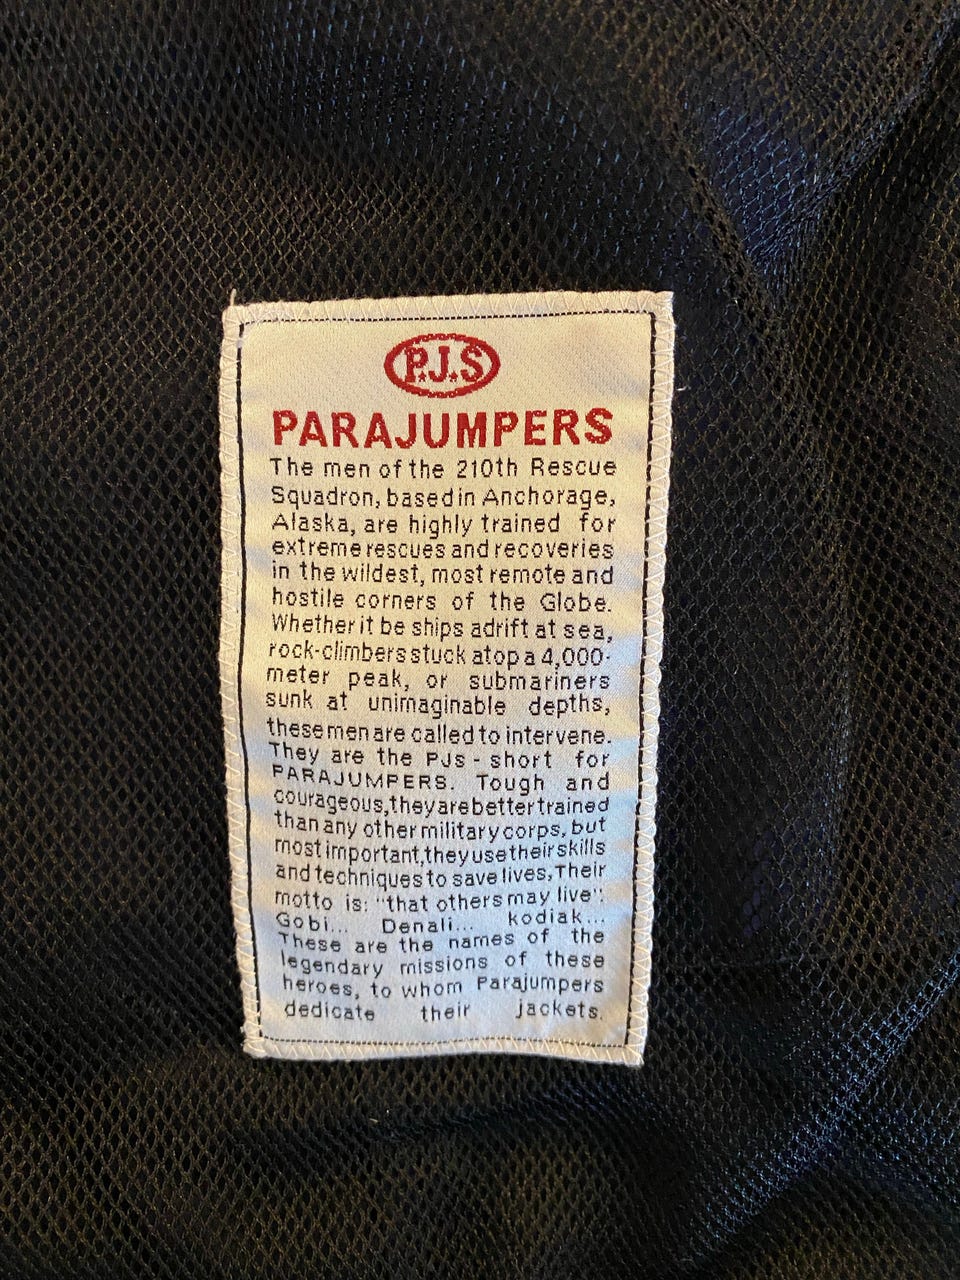 P.J.S
PARAJUMPERS
The men of the 210th Rescue
Squadron, based in Anchorage,
Alaska, are highly trained for
extreme rescues and recoveries
in the wildest, most remote and
hostile corners of the Globe.
Whether it be ships adrift at sea,
rock-climbers stuck atop a 4,000-
meter peak, or submariners
sunk at unimaginable depths,
these men are called to intervene.
They are the PJs - short for
PARAJUMPERS. Tough and
courageous, they are better trained
than any other military corps, but
most important, they use their skills
and techniques to save lives. Their
motto is: "that others may live".
Gobi... Denali... kodiak...
These are the names of the
legendary missions of these
heroes, to whom Parajumpers
dedicate their jackets.